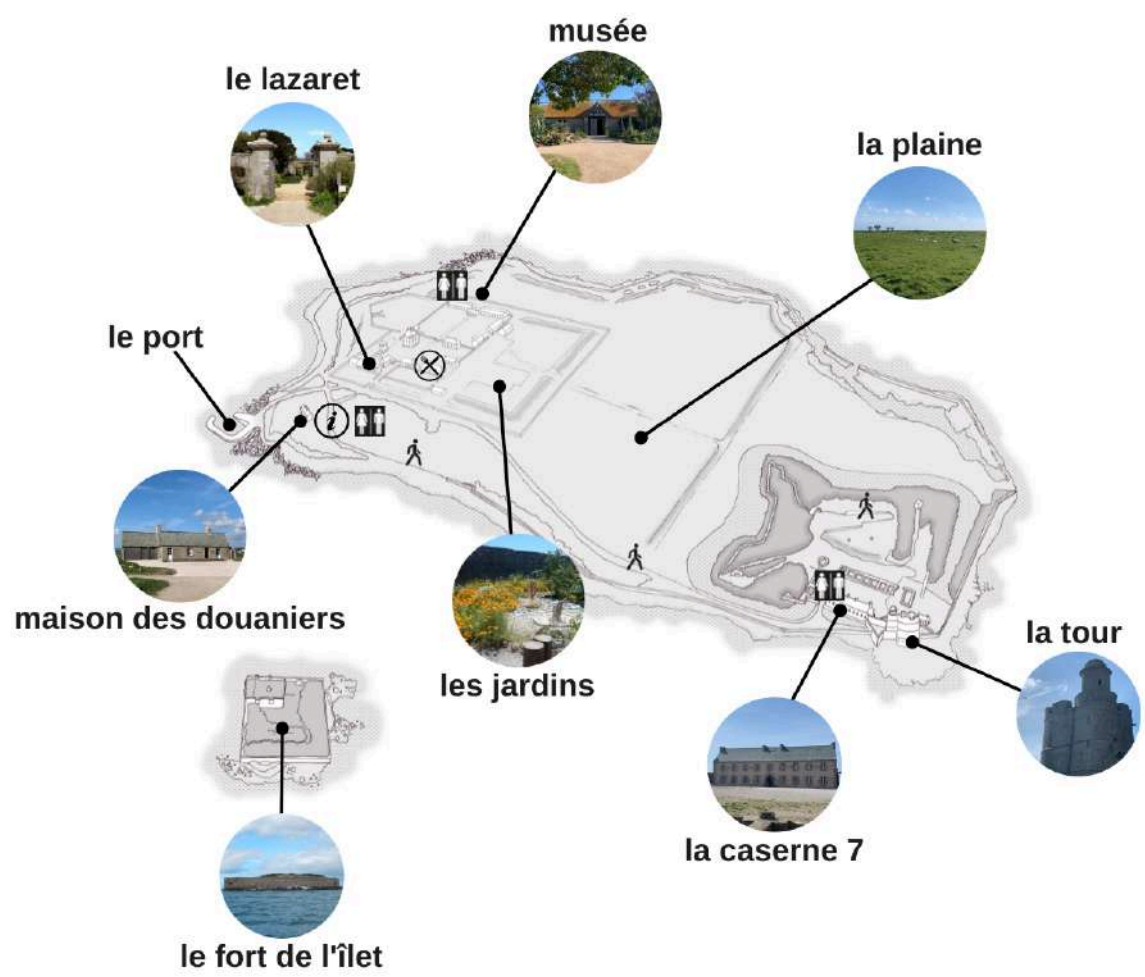 musée
le lazaret
la plaine
le port
i
maison des douaniers
les jardins
la tour
la caserne 7
le fort de l'îlet